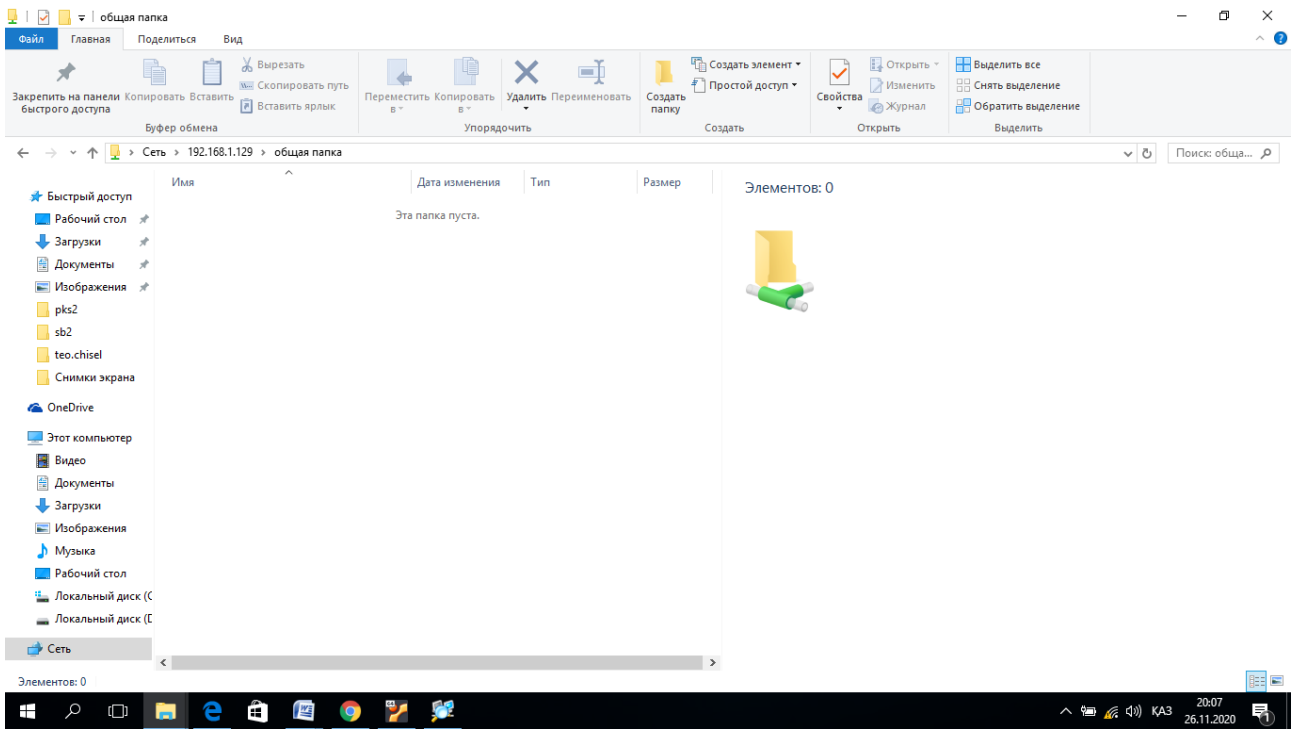 общая папка
Файл Главная Поделиться Вид
Закрепить на панели быстрого доступа
Копировать
Вставить
Вырезать
Скопировать путь
Вставить ярлык
Буфер обмена
Переместить в
Копировать в
Удалить
Переименовать
Упорядочить
Создать папку
Создать элемент
Простой доступ
Создать
Свойства
Открыть
Изменить
Журнал
Открыть
Выделить все
Снять выделение
Обратить выделение
Выделить
Сеть > 192.168.1.129 > общая папка
Поиск: обща...
Имя Дата изменения Тип Размер
Эта папка пуста.
Элементов: 0
Быстрый доступ
Рабочий стол
Загрузки
Документы
Изображения
pks2
sb2
teo.chisel
Снимки экрана
OneDrive
Этот компьютер
Видео
Документы
Загрузки
Изображения
Музыка
Рабочий стол
Локальный диск (C
Локальный диск (D
Сеть
Элементов: 0
ҚАЗ
20:07
26.11.2020
1